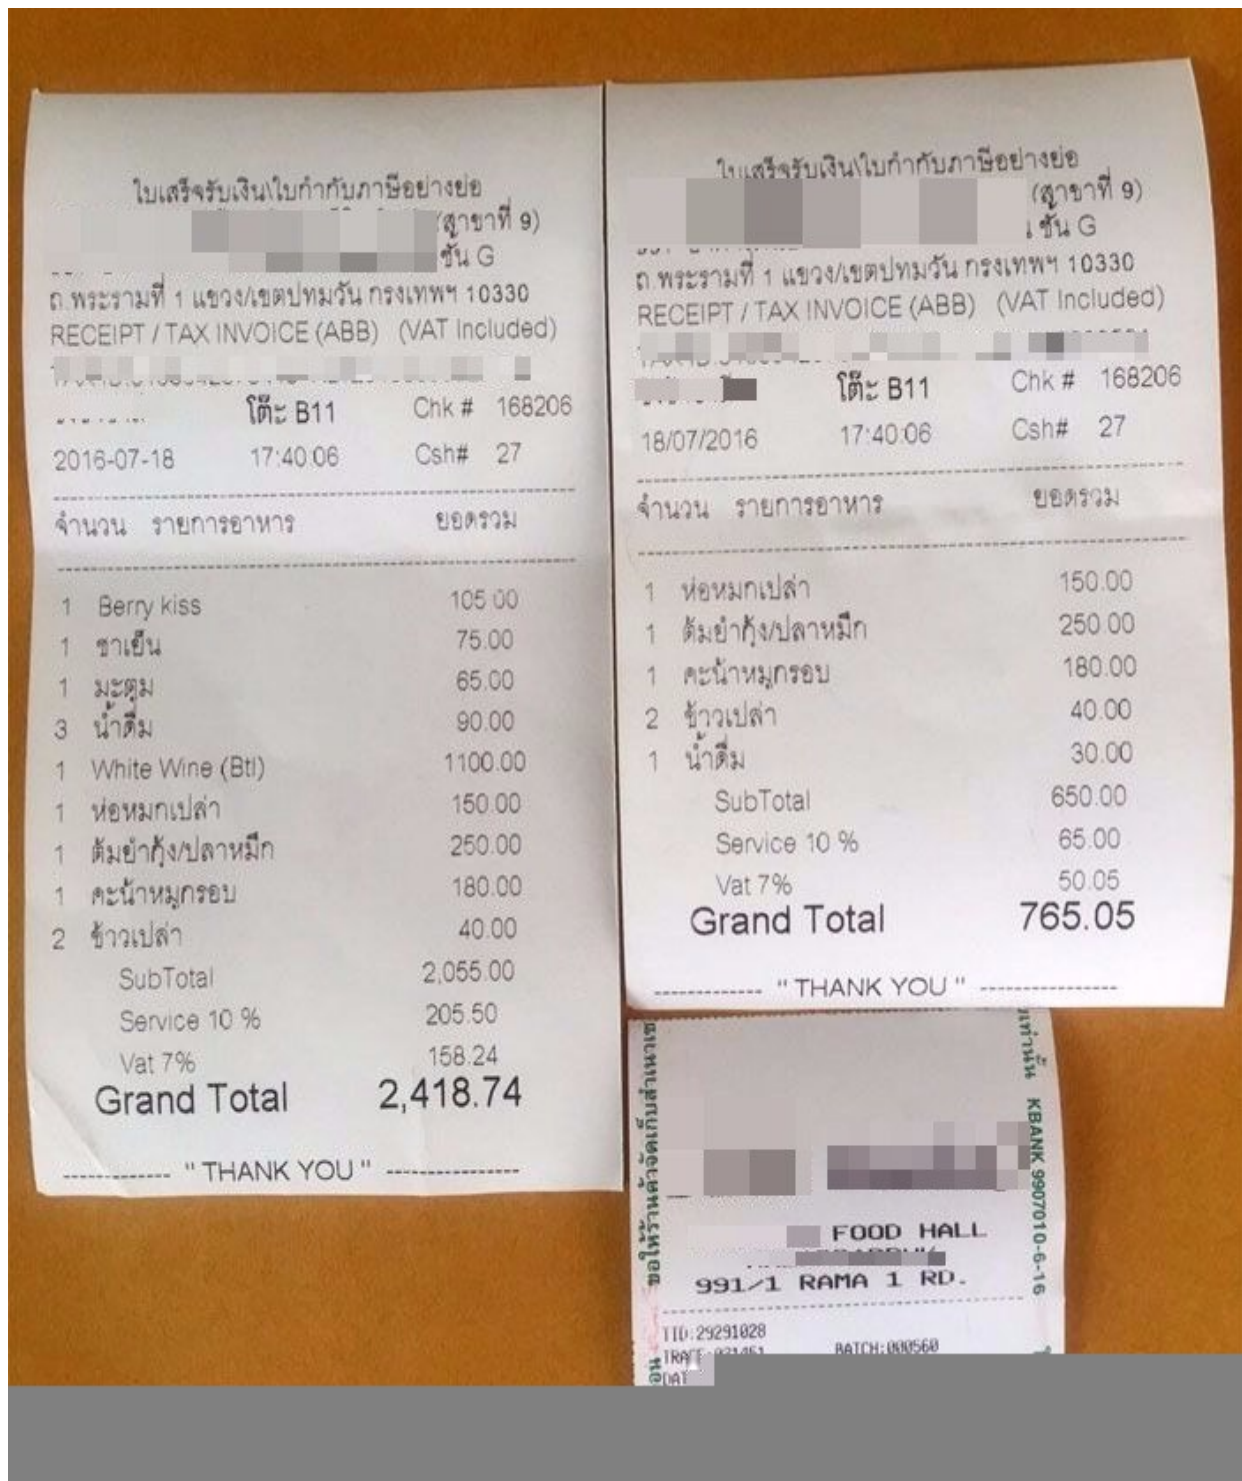 ใบเสร็จรับเงิน\ใบกำกับภาษีอย่างย่อ
(สาขาที่ 9)
ชั้น G
ถ.พระรามที่ 1 แขวง/เขตปทุมวัน กรุงเทพฯ 10330
RECEIPT / TAX INVOICE (ABB) (VAT Included)
โต๊ะ B11 Chk # 168206
2016-07-18 17:40:06 Csh# 27
จำนวน รายการอาหาร ยอดรวม
1 Berry kiss 105.00
1 ชาเย็น 75.00
1 มะตูม 65.00
3 น้ำดื่ม 90.00
1 White Wine (Btl) 1100.00
1 ห่อหมกเปล่า 150.00
1 ต้มยำกุ้ง/ปลาหมึก 250.00
1 คะน้าหมูกรอบ 180.00
2 ข้าวเปล่า 40.00
SubTotal 2,055.00
Service 10 % 205.50
Vat 7% 158.24
Grand Total 2,418.74
------------ " THANK YOU " ---------------
ใบเสร็จรับเงิน\ใบกำกับภาษีอย่างย่อ
(สาขาที่ 9)
ชั้น G
ถ.พระรามที่ 1 แขวง/เขตปทุมวัน กรุงเทพฯ 10330
RECEIPT / TAX INVOICE (ABB) (VAT Included)
โต๊ะ B11 Chk # 168206
18/07/2016 17:40:06 Csh# 27
จำนวน รายการอาหาร ยอดรวม
1 ห่อหมกเปล่า 150.00
1 ต้มยำกุ้ง/ปลาหมึก 250.00
1 คะน้าหมูกรอบ 180.00
2 ข้าวเปล่า 40.00
1 น้ำดื่ม 30.00
SubTotal 650.00
Service 10 % 65.00
Vat 7% 50.05
Grand Total 765.05
------------ " THANK YOU " ---------------
FOOD HALL
991/1 RAMA 1 RD.
TID:29291028
BATCH:000560
KBANK 9907010-6-16